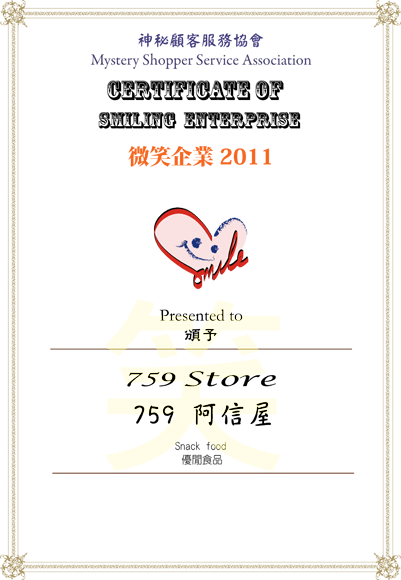 神秘顧客服務協會
Mystery Shopper Service Association
CERTIFICATE OF
SMILING ENTERPRISE
微笑企業 2011
Smile
Presented to
頒予
笑
759 Store
759 阿信屋
Snack food
優閒食品